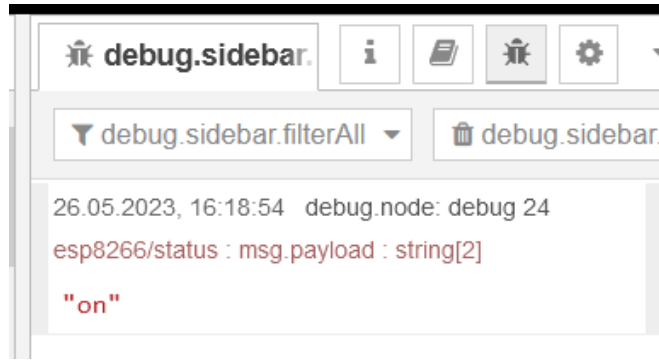 debug.sidebar.
i
debug.sidebar.filterAll
debug.sidebar.
26.05.2023, 16:18:54 debug.node: debug 24
esp8266/status : msg.payload : string[2]
"on"